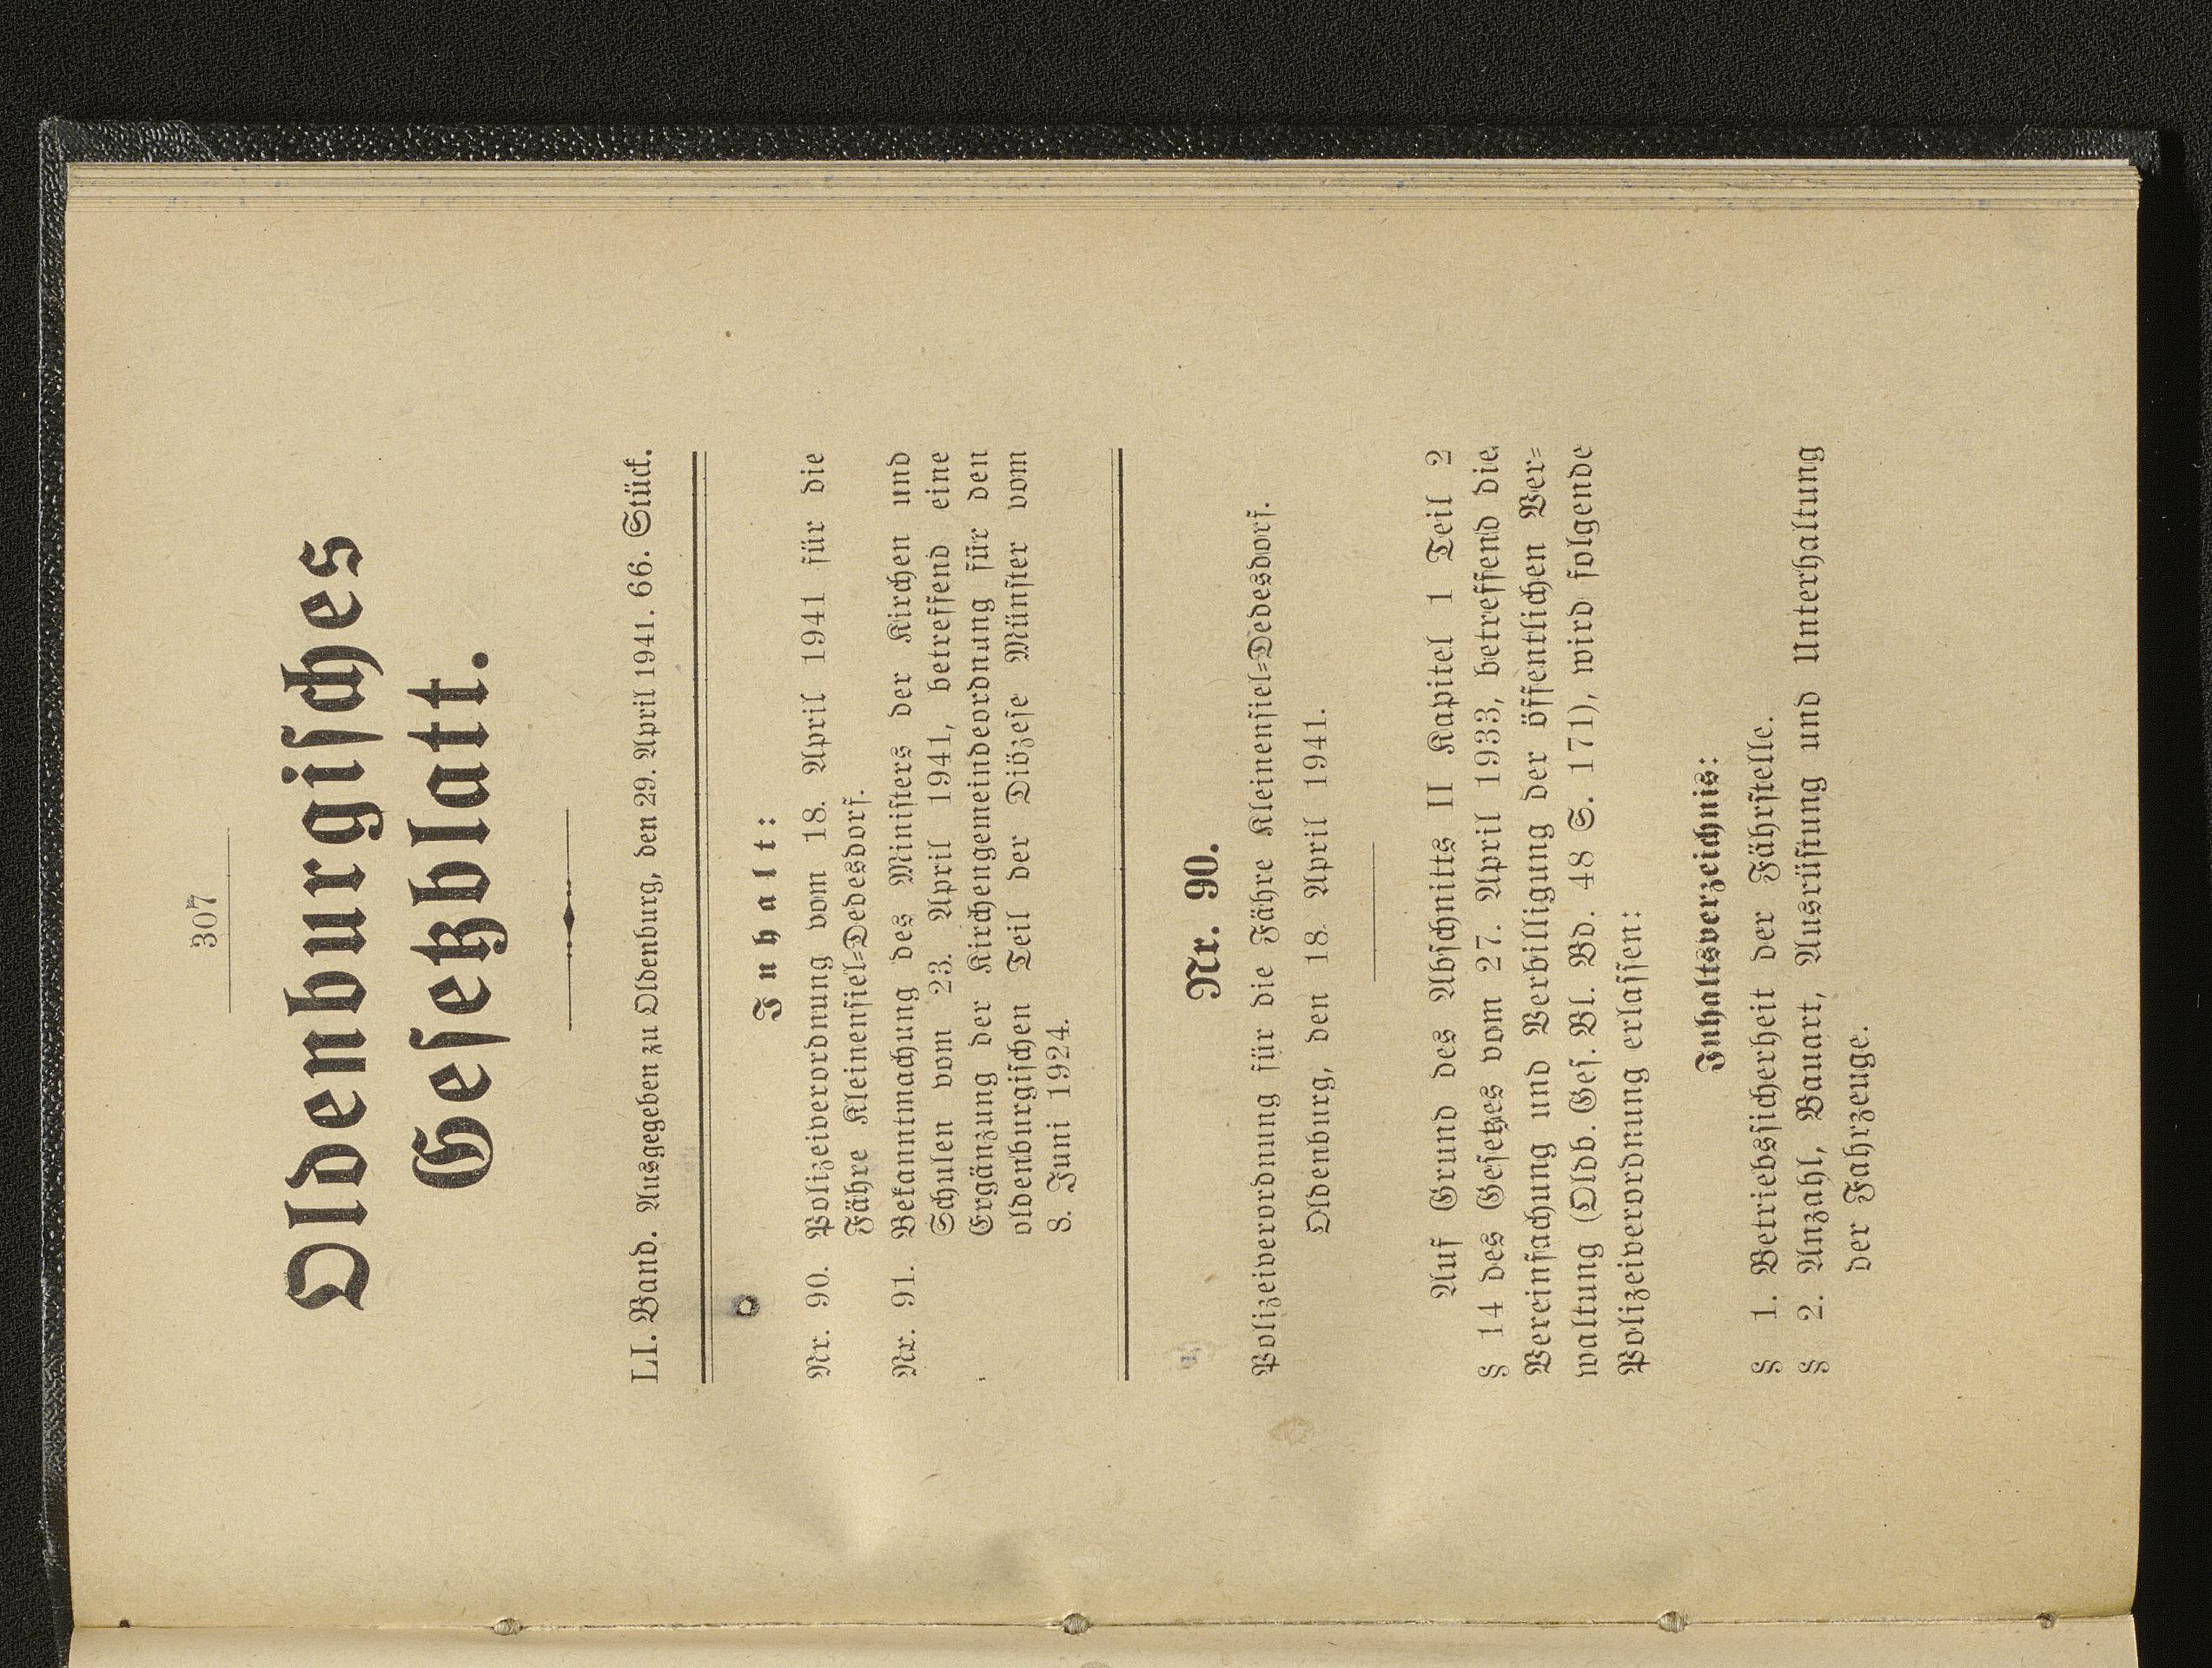 307
Oldenburgisches
Gesetzblatt.
LI. Band. Ausgegeben zu Oldenburg, den 29. April 1941. 66. Stück.
Inhalt:
Nr. 90. Polizeiverordnung vom 18. April 1941 für die
Fähre Kleinensiel=Dedesdorf.
Nr. 91. Bekanntmachung des Ministers der Kirchen und
Schulen vom 23. April 1941, betreffend eine
Ergänzung der Kirchengemeindeordnung für den
oldenburgischen Teil der Diözese Münster vom
8. Juni 1924.
Nr. 90.
Polizeiverordnung für die Fähre Kleinensiel=Dedesdorf.
Oldenburg, den 18. April 1941.
Auf Grund des Abschnitts II Kapitel 1 Teil 2
§ 14 des Gesetzes vom 27. April 1933, betreffend die
Vereinfachung und Verbilligung der öffentlichen Ver=
waltung (Oldb. Ges. Bl. Bd. 48 S. 171), wird folgende
Polizeiverordnung erlassen:
Inhaltsverzeichnis:
§ 1. Betriebssicherheit der Fährstelle.
§ 2. Anzahl, Bauart, Ausrüstung und Unterhaltung
der Fahrzeuge.